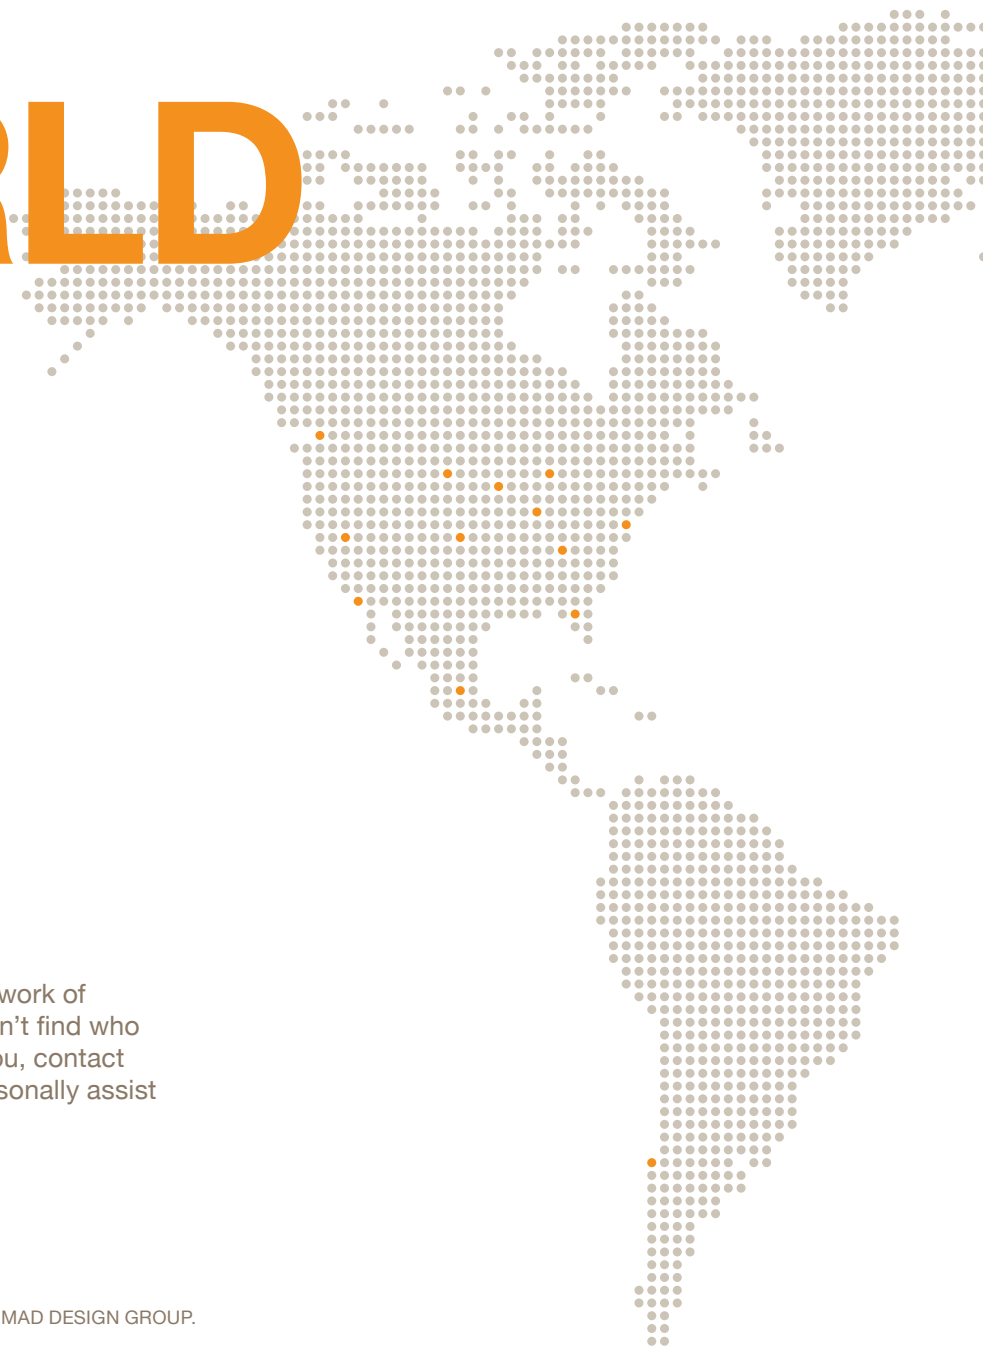 RLD
work of
n’t find who
ou, contact
sonally assist
MAD DESIGN GROUP.